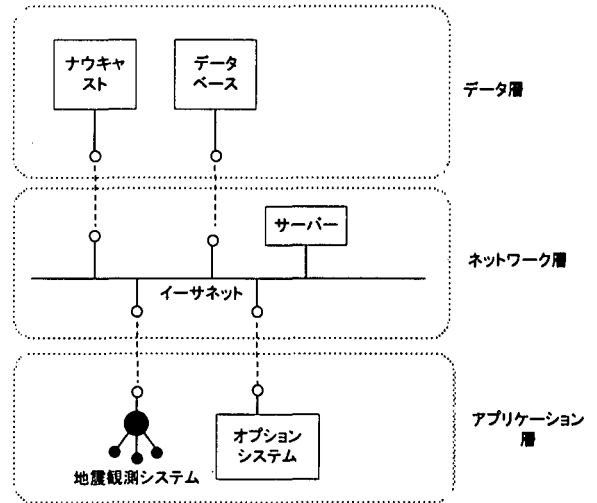 ナウキャ
スト
データ
ベース
データ層
サーバー
イーサネット
ネットワーク層
地震観測システム
オプション
システム
アプリケーション
層